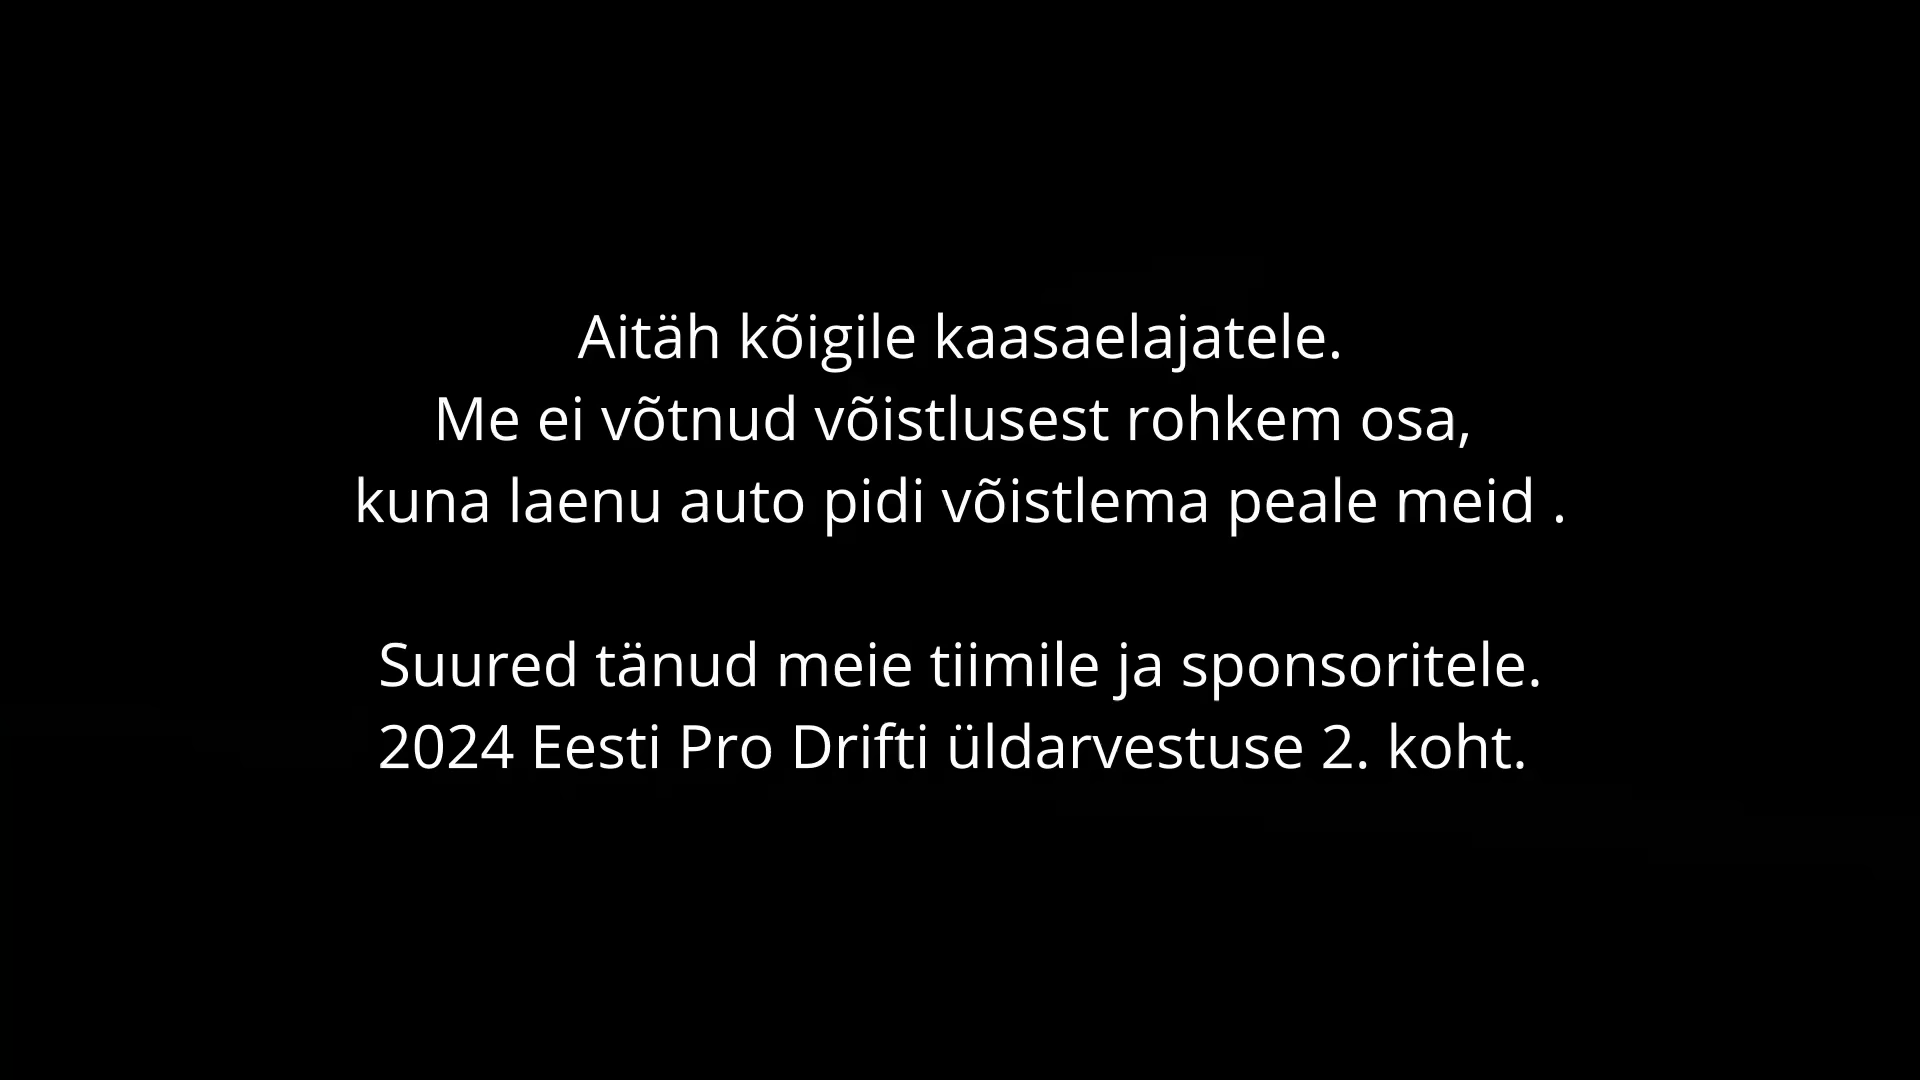 Aitäh kõigile kaasaelajatele.
Me ei võtnud võistlusest rohkem osa,
kuna laenu auto pidi võistlema peale meid .
Suured tänud meie tiimile ja sponsoritele.
2024 Eesti Pro Drifti üldarvestuse 2. koht.